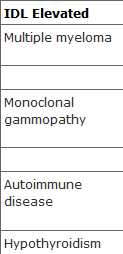 IDL Elevated
Multiple myeloma
Monoclonal
gammopathy
Autoimmune
disease
Hypothyroidism